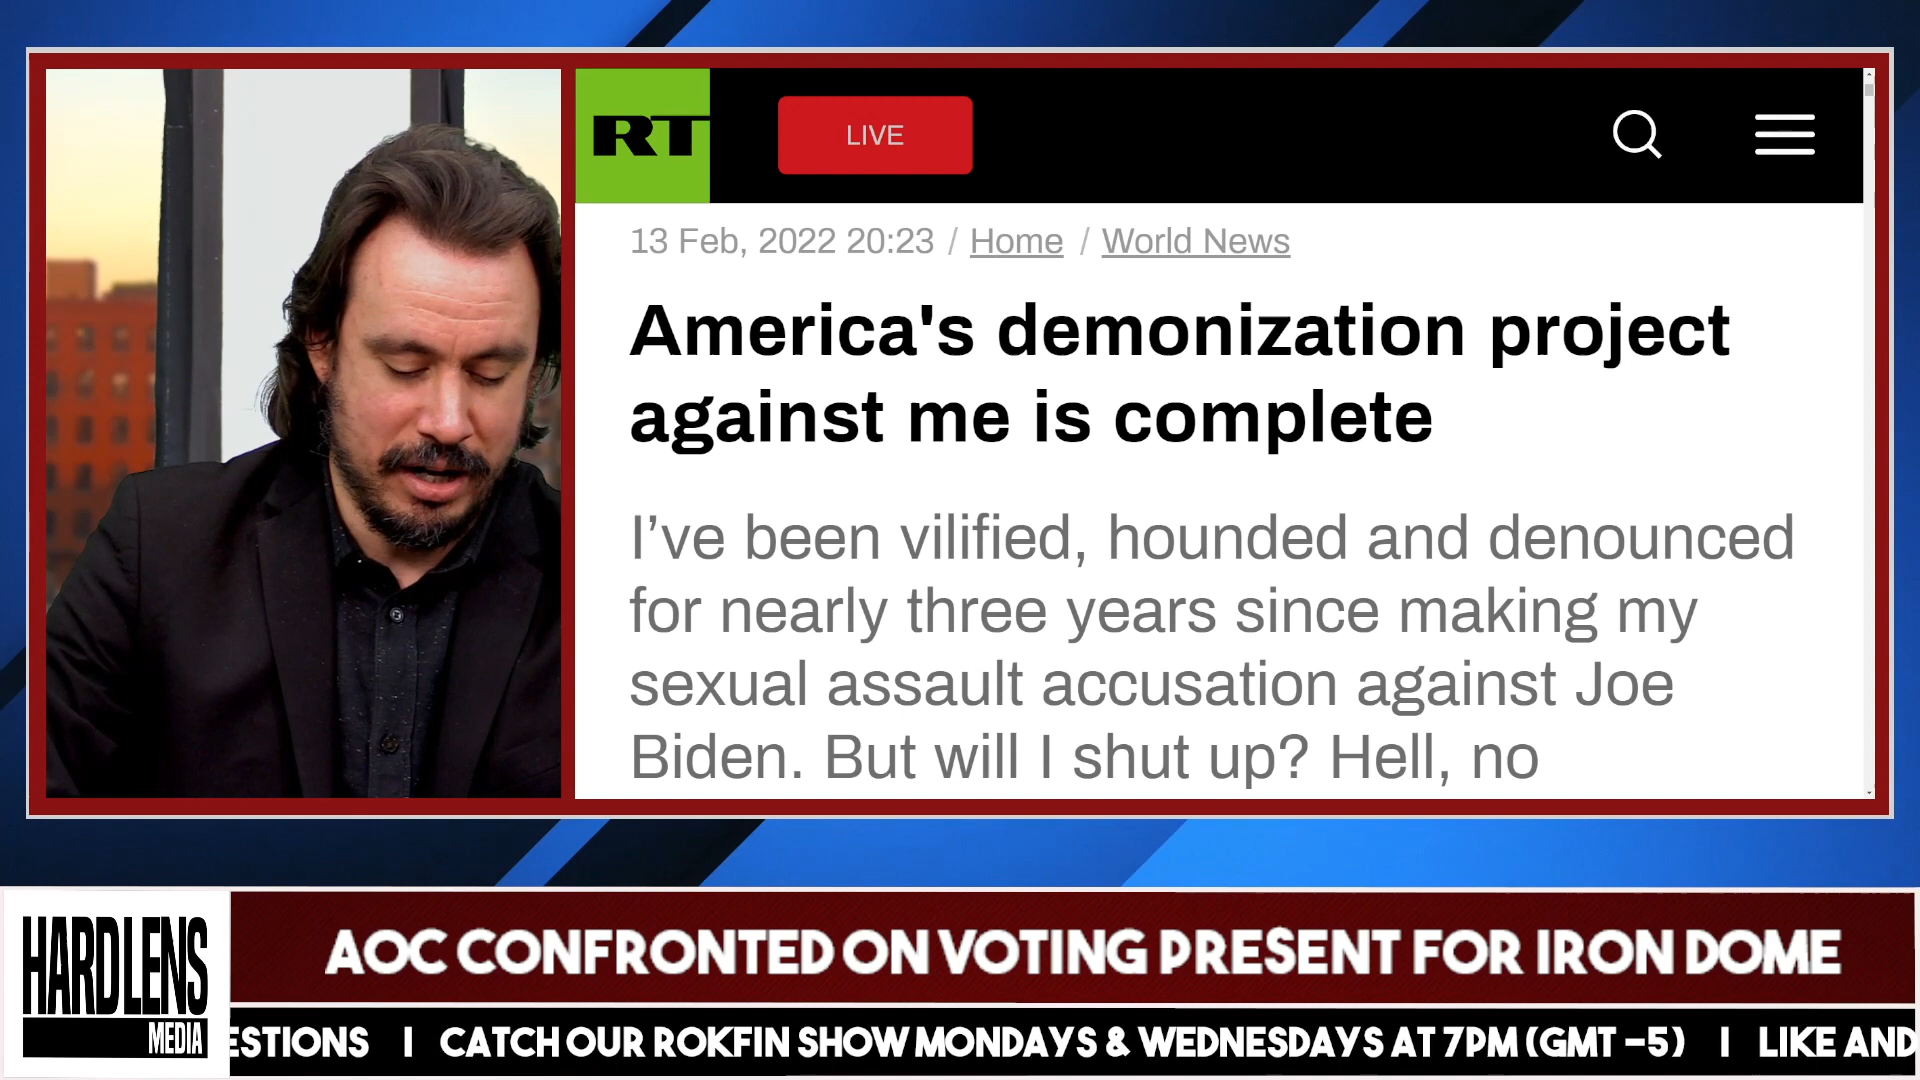 RT
LIVE
13 Feb, 2022 20:23 / Home / World News
America's demonization project
against me is complete
I’ve been vilified, hounded and denounced
for nearly three years since making my
sexual assault accusation against Joe
Biden. But will I shut up? Hell, no
HARD LENS
MEDIA
AOC CONFRONTED ON VOTING PRESENT FOR IRON DOME
ESTIONS | CATCH OUR ROKFIN SHOW MONDAYS & WEDNESDAYS AT 7PM (GMT -5) | LIKE AND